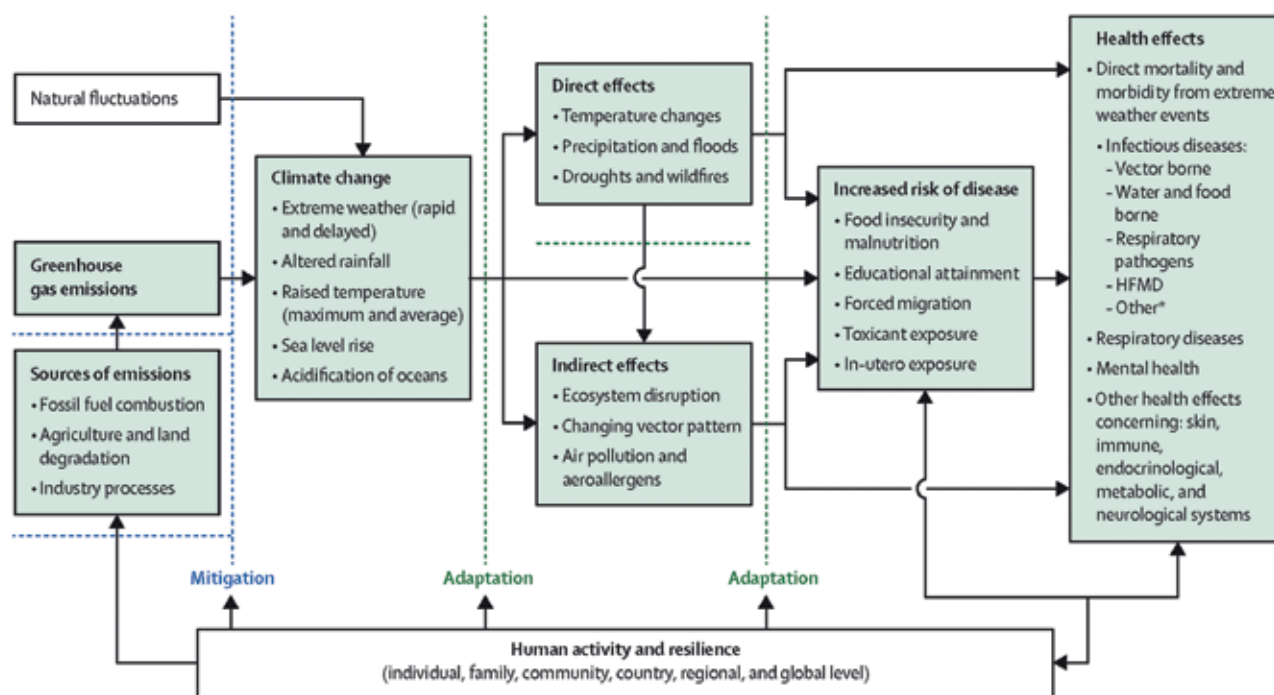 Natural fluctuations
Greenhouse
gas emissions
Sources of emissions
• Fossil fuel combustion
• Agriculture and land
degradation
• Industry processes
Climate change
• Extreme weather (rapid
and delayed)
• Altered rainfall
• Raised temperature
(maximum and average)
• Sea level rise
• Acidification of oceans
Direct effects
• Temperature changes
• Precipitation and floods
• Droughts and wildfires
Indirect effects
• Ecosystem disruption
• Changing vector pattern
• Air pollution and
aeroallergens
Increased risk of disease
• Food insecurity and
malnutrition
• Educational attainment
• Forced migration
• Toxicant exposure
• In-utero exposure
Health effects
• Direct mortality and
morbidity from extreme
weather events
• Infectious diseases:
– Vector borne
– Water and food
borne
– Respiratory
pathogens
– HFMD
– Other*
• Respiratory diseases
• Mental health
• Other health effects
concerning: skin,
immune,
endocrinological,
metabolic, and
neurological systems
Mitigation
Adaptation
Adaptation
Human activity and resilience
(individual, family, community, country, regional, and global level)